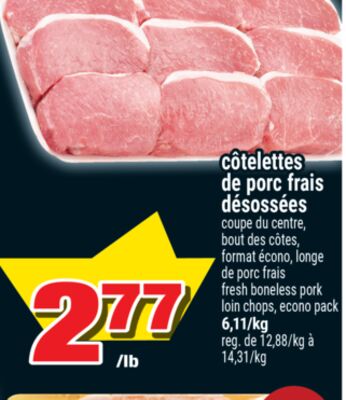 côtelettes
de porc frais
désossées
coupe du centre,
bout des côtes,
format écono, longe
de porc frais
fresh boneless pork
loin chops, econo pack
6,11/kg
reg. de 12,88/kg à
14,31/kg
277
/lb